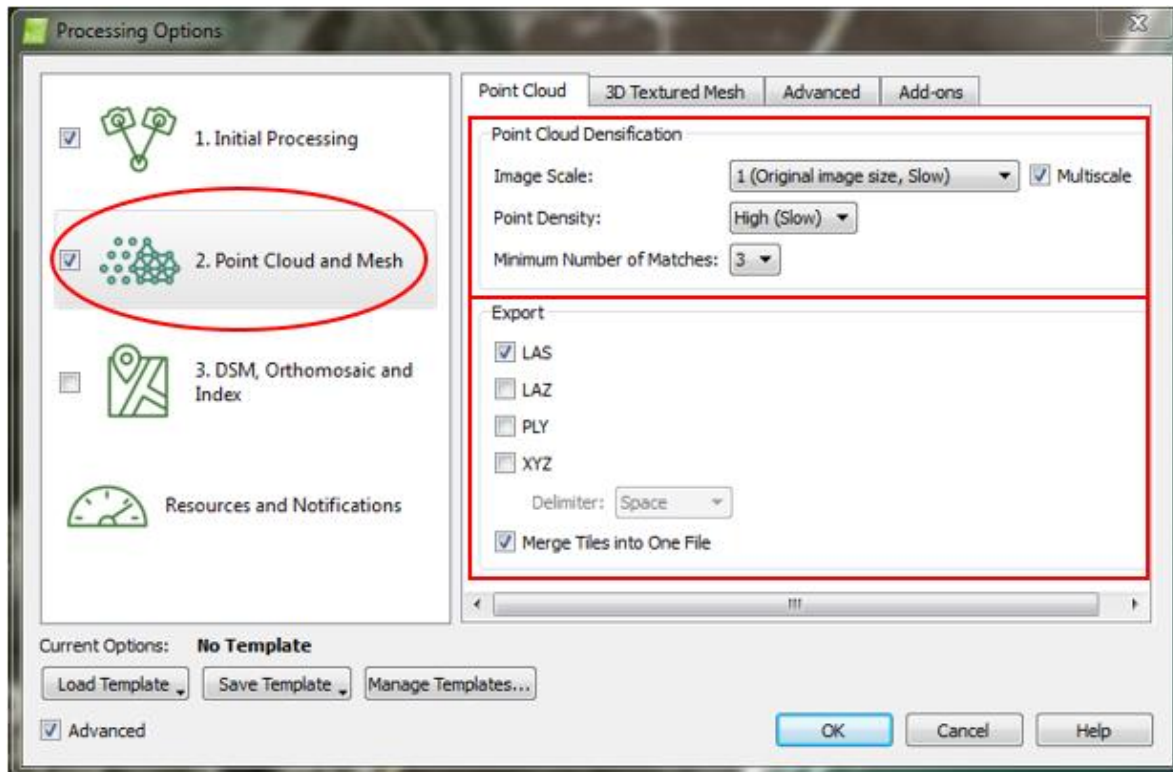 Processing Options
1. Initial Processing
2. Point Cloud and Mesh
3. DSM, Orthomosaic and
Index
Resources and Notifications
Point Cloud
3D Textured Mesh
Advanced
Add-ons
Point Cloud Densification
Image Scale:
1 (Original image size, Slow)
Multiscale
Point Density:
High (Slow)
Minimum Number of Matches:
3
Export
LAS
LAZ
PLY
XYZ
Delimiter:
Space
Merge Tiles into One File
Current Options:
No Template
Load Template
Save Template
Manage Templates...
Advanced
OK
Cancel
Help